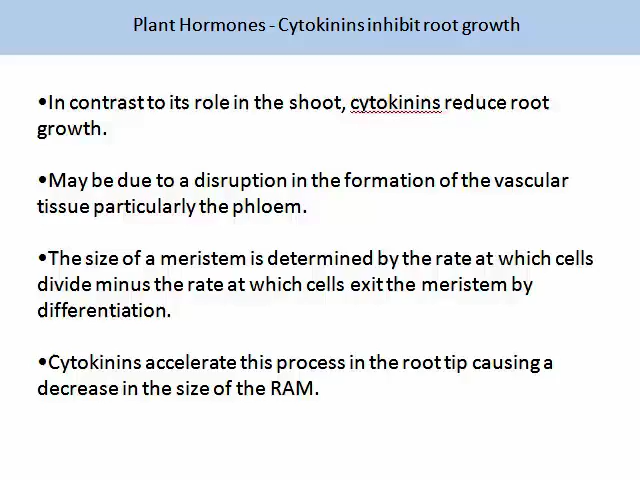 Plant Hormones - Cytokinins inhibit root growth
•In contrast to its role in the shoot, cytokinins reduce root
growth.
•May be due to a disruption in the formation of the vascular
tissue particularly the phloem.
•The size of a meristem is determined by the rate at which cells
divide minus the rate at which cells exit the meristem by
differentiation.
•Cytokinins accelerate this process in the root tip causing a
decrease in the size of the RAM.